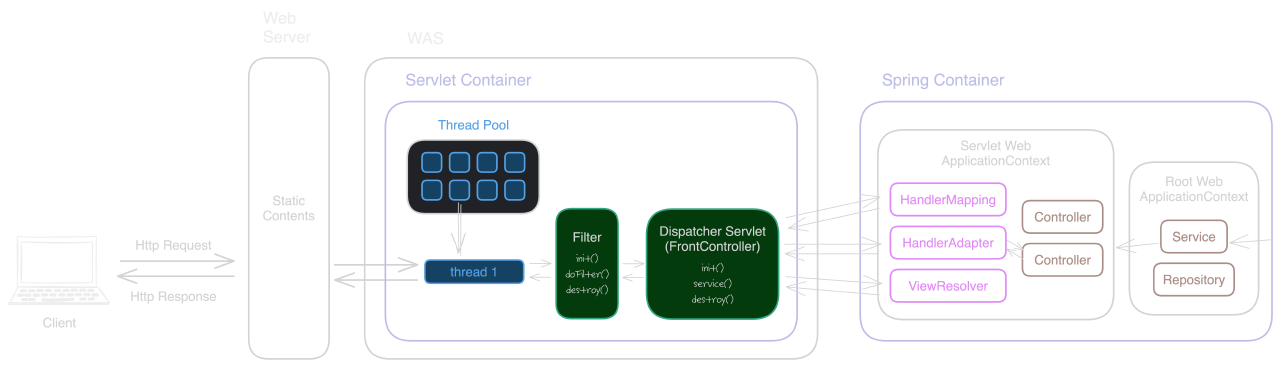 Web
Server
WAS
Servlet Container
Spring Container
Thread Pool
Servlet Web
ApplicationContext
Root Web
ApplicationContext
Static
Contents
HandlerMapping
Controller
Filter
init()
doFilter()
destroy()
Dispatcher Servlet
(FrontController)
init()
service()
destroy()
HandlerAdapter
Controller
Service
Http Request
thread 1
ViewResolver
Repository
Http Response
Client